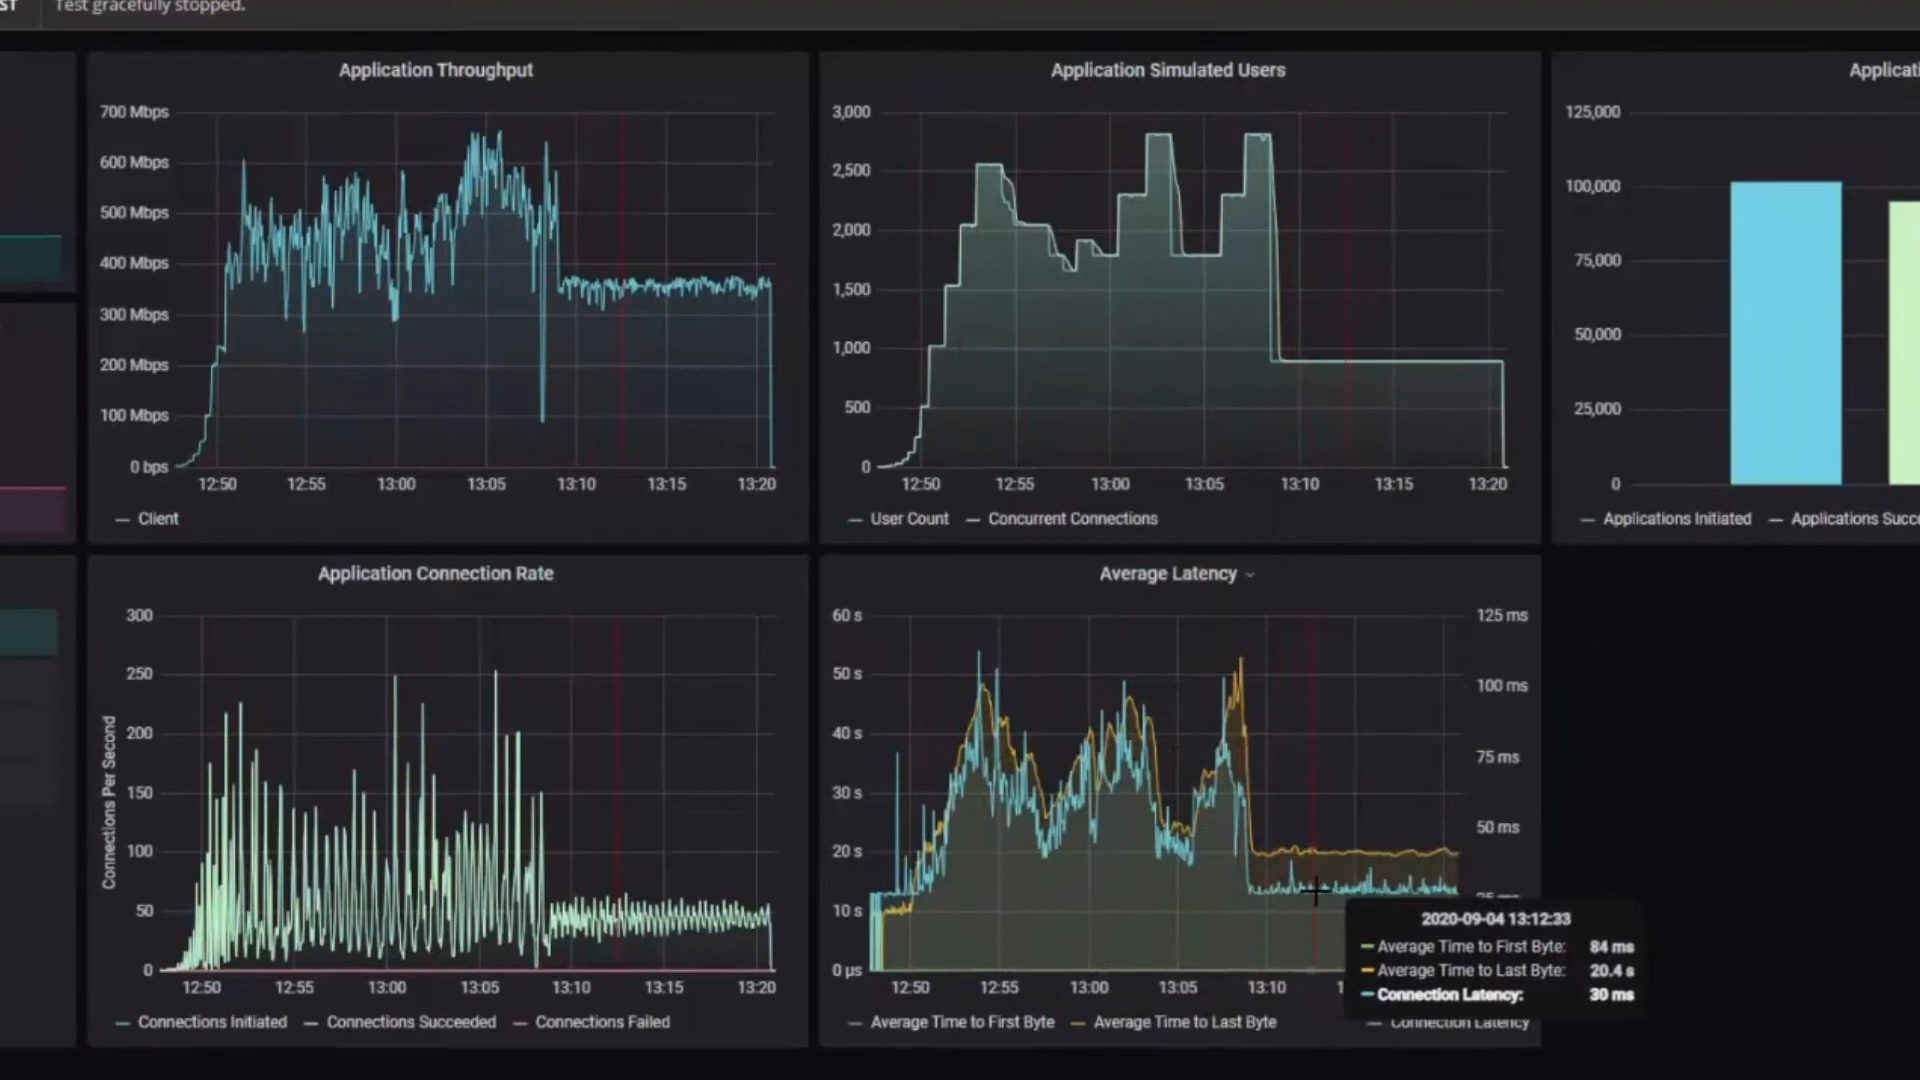 ST
Test gracefully stopped.
Application Throughput
700 Mbps
600 Mbps
500 Mbps
400 Mbps
300 Mbps
200 Mbps
100 Mbps
0 bps
12:50 12:55 13:00 13:05 13:10 13:15 13:20
Client
Application Simulated Users
3,000
2,500
2,000
1,500
1,000
500
0
12:50 12:55 13:00 13:05 13:10 13:15 13:20
User Count Concurrent Connections
Applicati
125,000
100,000
75,000
50,000
25,000
0
Applications Initiated Applications Succe
Application Connection Rate
Connections Per Second
300
250
200
150
100
50
0
12:50 12:55 13:00 13:05 13:10 13:15 13:20
Connections Initiated Connections Succeeded Connections Failed
Average Latency
60 s
50 s
40 s
30 s
20 s
10 s
0 µs
125 ms
100 ms
75 ms
50 ms
12:50 12:55 13:00 13:05 13:10 1
Average Time to First Byte Average Time to Last Byte Connection Latency
2020-09-04 13:12:33
Average Time to First Byte: 84 ms
Average Time to Last Byte: 20.4 s
Connection Latency: 30 ms